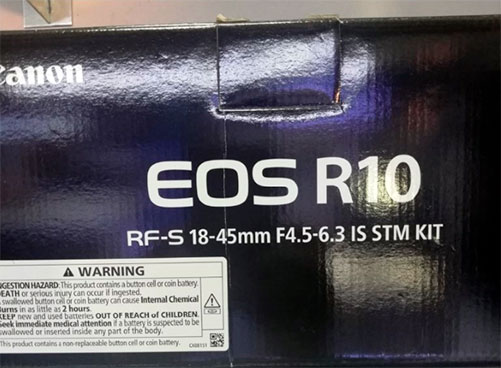 Canon
EOS R10
RF-S 18-45mm F4.5-6.3 IS STM KIT
WARNING
INGESTION HAZARD: This product contains a button cell or coin battery.
DEATH or serious injury can occur if ingested.
A swallowed button cell or coin battery can cause Internal Chemical
Burns in as little as 2 hours.
KEEP new and used batteries OUT OF REACH of CHILDREN.
Seek immediate medical attention if a battery is suspected to be
swallowed or inserted inside any part of the body.
This product contains a non-replaceable button cell or coin battery.